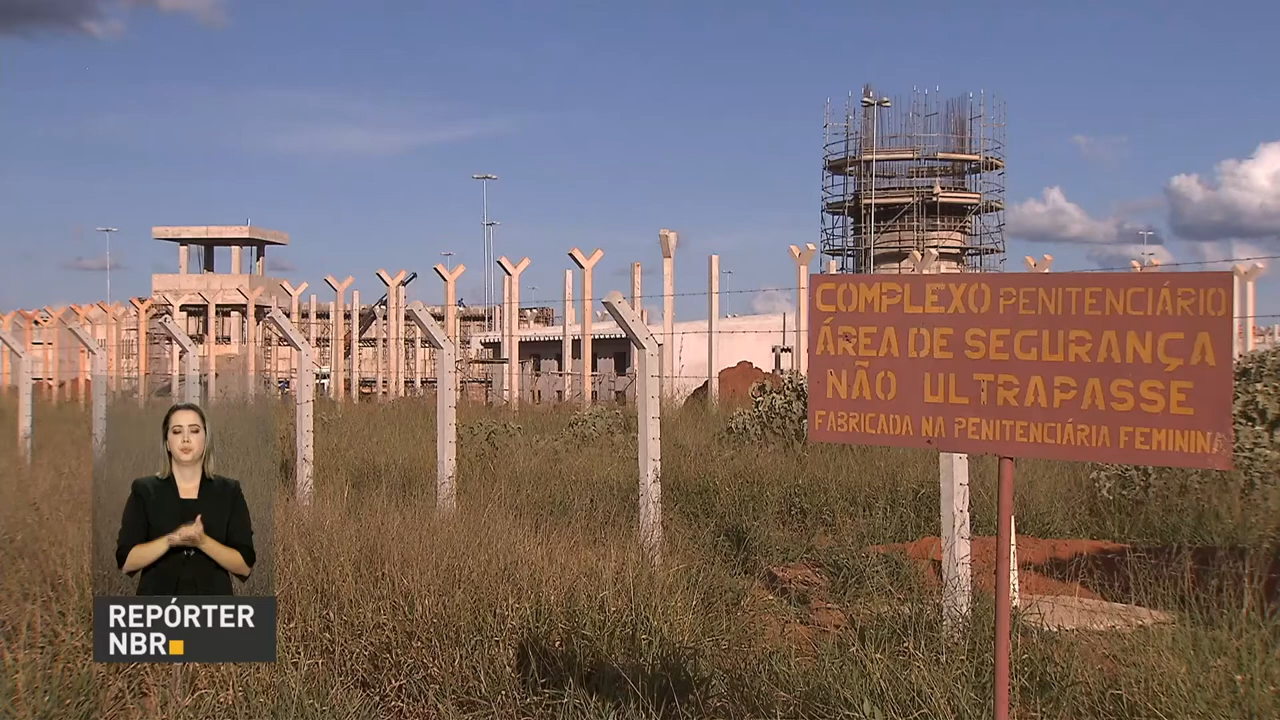 COMPLEXO PENITENCIÁRIO
ÁREA DE SEGURANÇA
NÃO ULTRAPASSE
FABRICADA NA PENITENCIÁRIA FEMININA
REPÓRTER
NBR